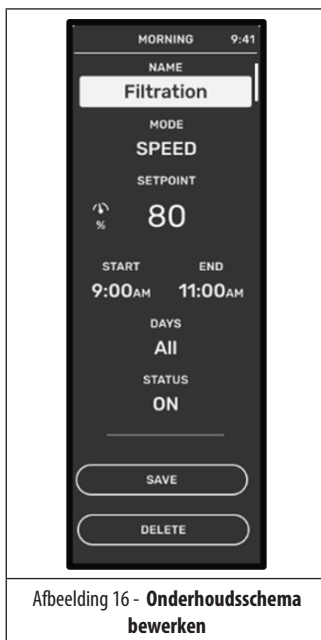 MORNING 9:41
NAME
Filtration
MODE
SPEED
SETPOINT
% 80
START END
9:00AM 11:00AM
DAYS
All
STATUS
ON
SAVE
DELETE
Afbeelding 16 - Onderhoudsschema
bewerken